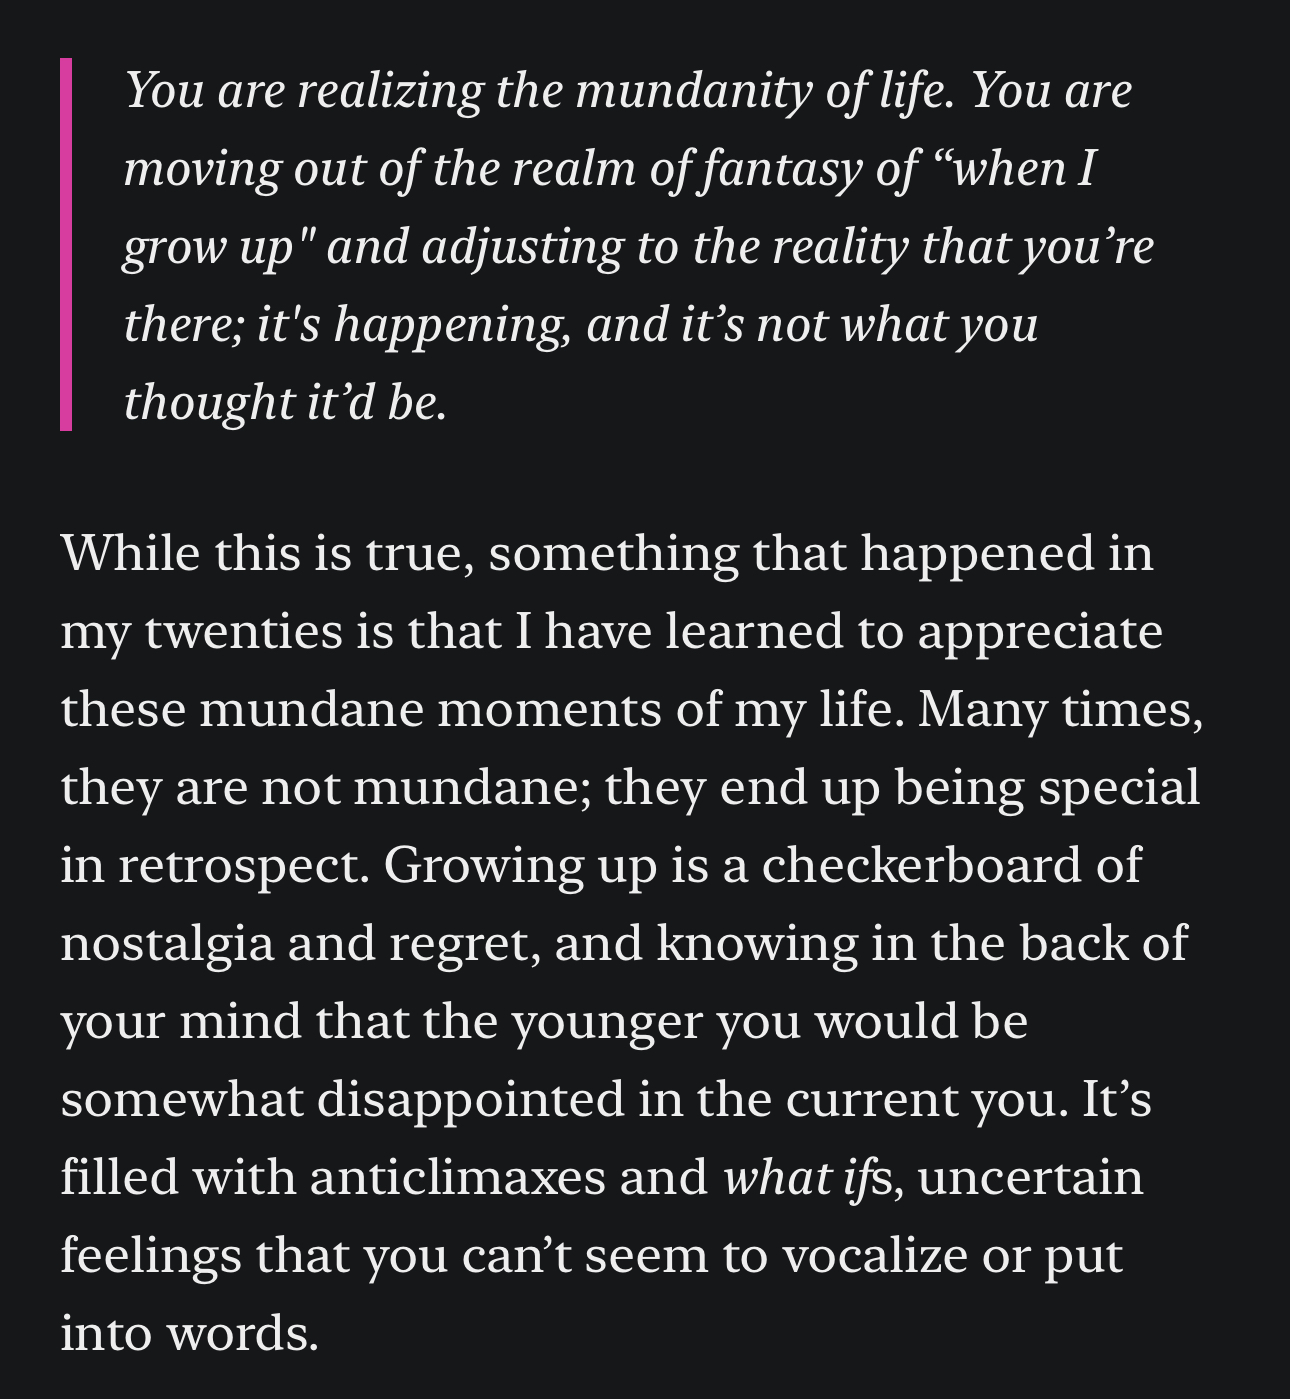 You are realizing the mundanity of life. You are
moving out of the realm of fantasy of “when I
grow up" and adjusting to the reality that you’re
there; it's happening, and it’s not what you
thought it’d be.
While this is true, something that happened in
my twenties is that I have learned to appreciate
these mundane moments of my life. Many times,
they are not mundane; they end up being special
in retrospect. Growing up is a checkerboard of
nostalgia and regret, and knowing in the back of
your mind that the younger you would be
somewhat disappointed in the current you. It’s
filled with anticlimaxes and what ifs, uncertain
feelings that you can’t seem to vocalize or put
into words.